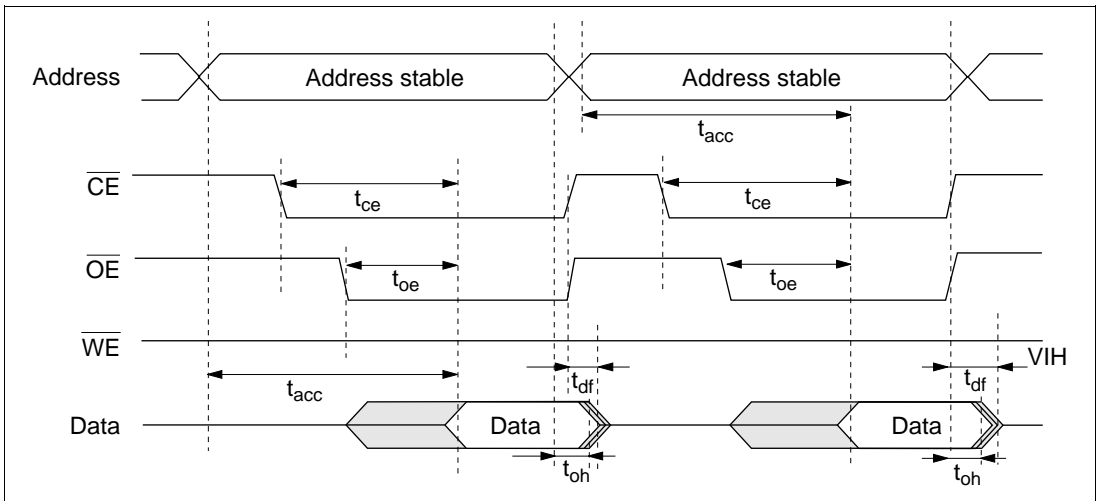 Address
Address stable
Address stable
tacc
CE
tce
tce
OE
toe
toe
WE
VIH
tacc
tdf
tdf
Data
Data
Data
toh
toh